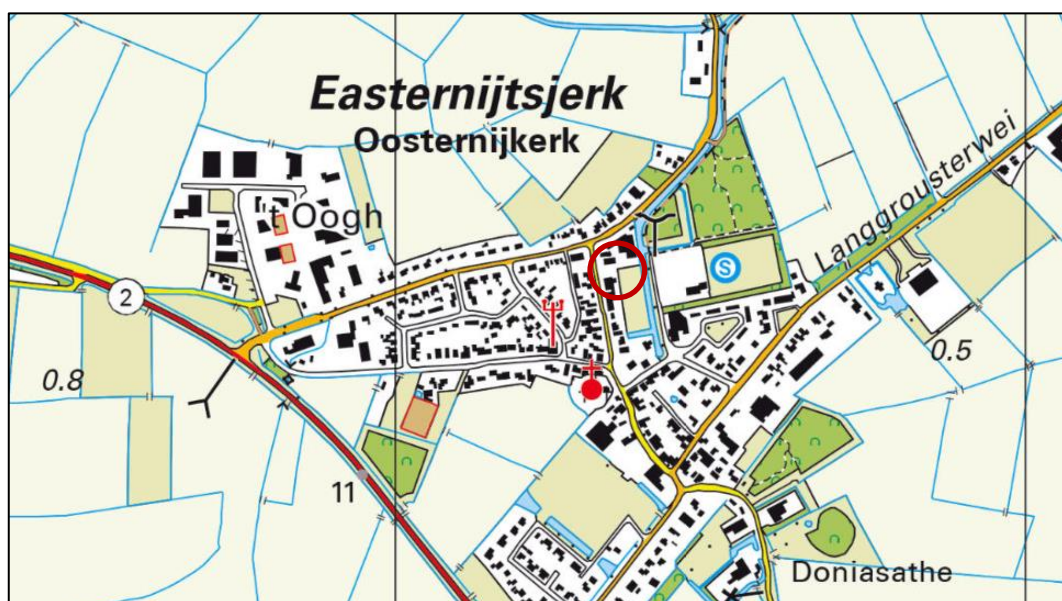 Easternijtsjerk
Oosternijkerk
't Oogh
Langgrousterwei
S
2
0.8
0.5
11
Doniasathe